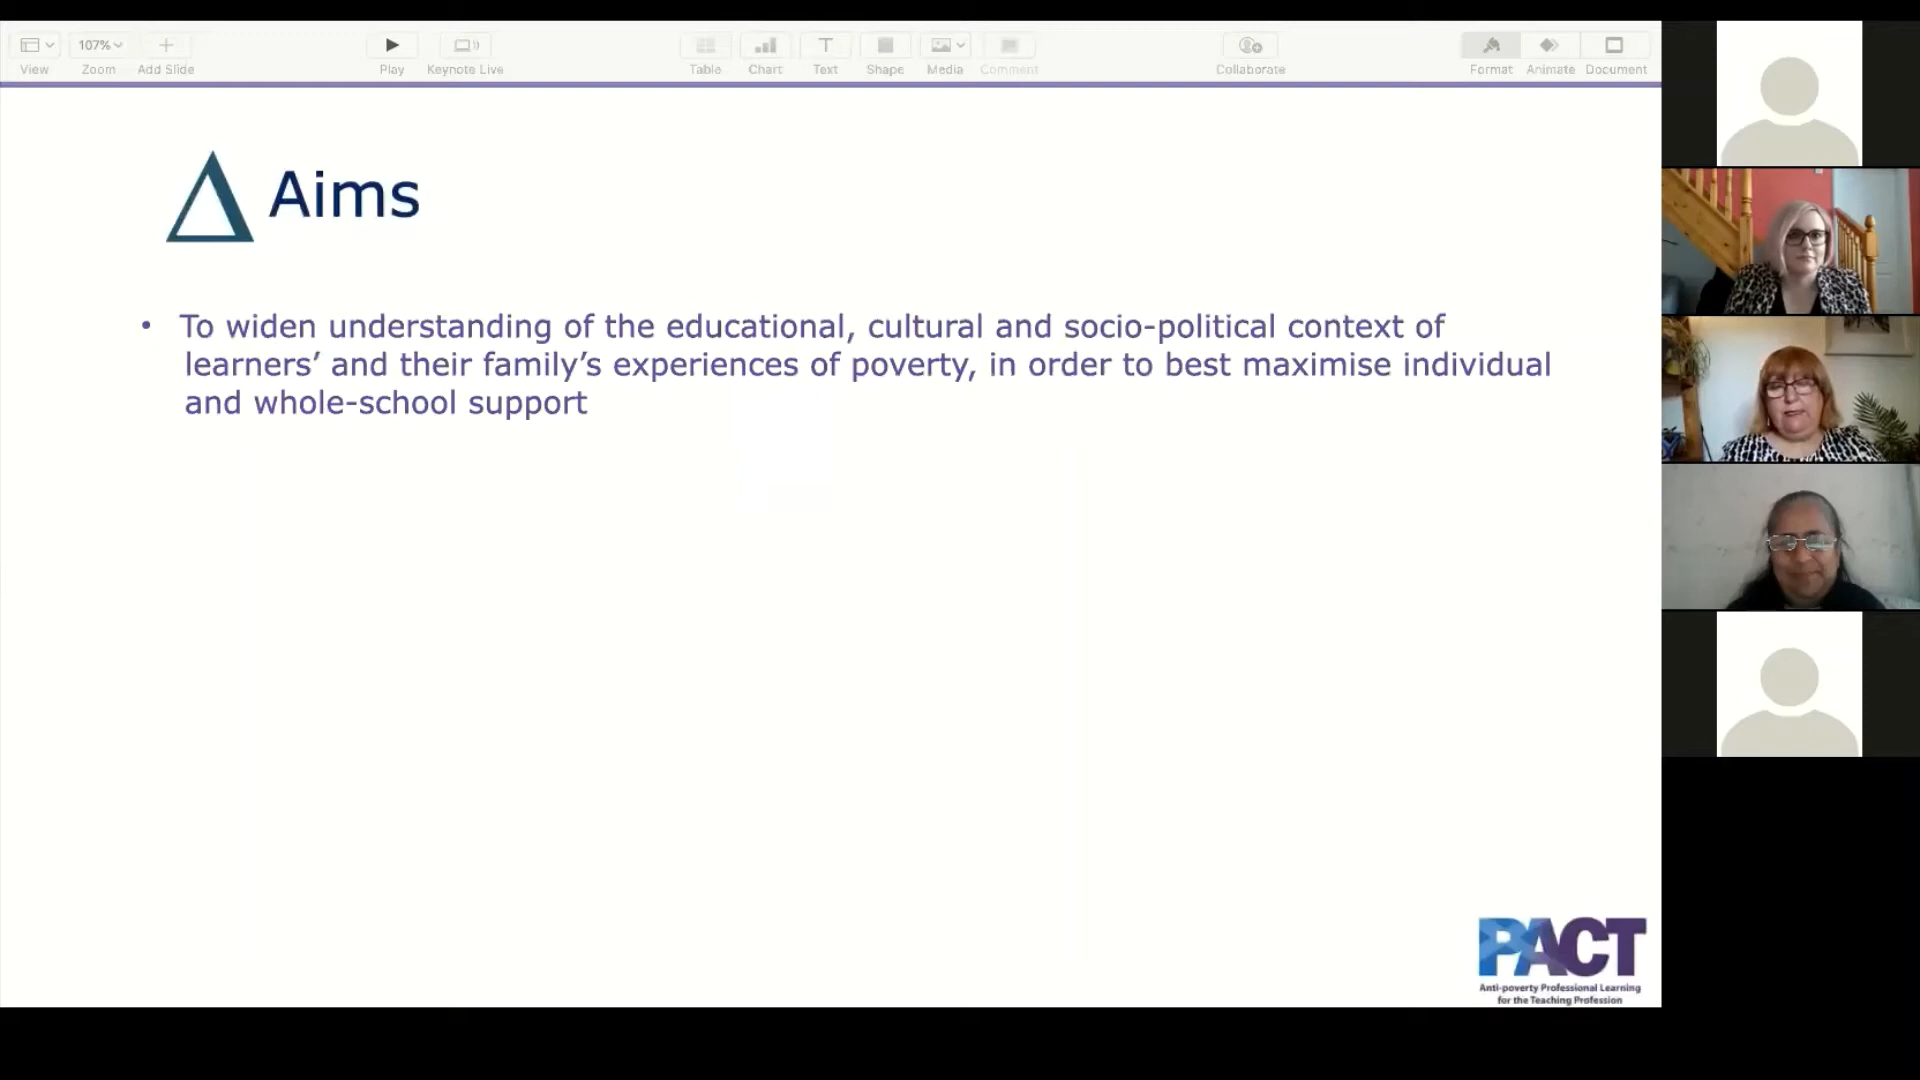 107%
View
Zoom
Add Slide
Play
Keynote Live
Table
Chart
Text
Shape
Media
Comment
Collaborate
Format
Animate
Document
Aims
• To widen understanding of the educational, cultural and socio-political context of
learners’ and their family’s experiences of poverty, in order to best maximise individual
and whole-school support
PACT
Anti-poverty Professional Learning
for the Teaching Profession